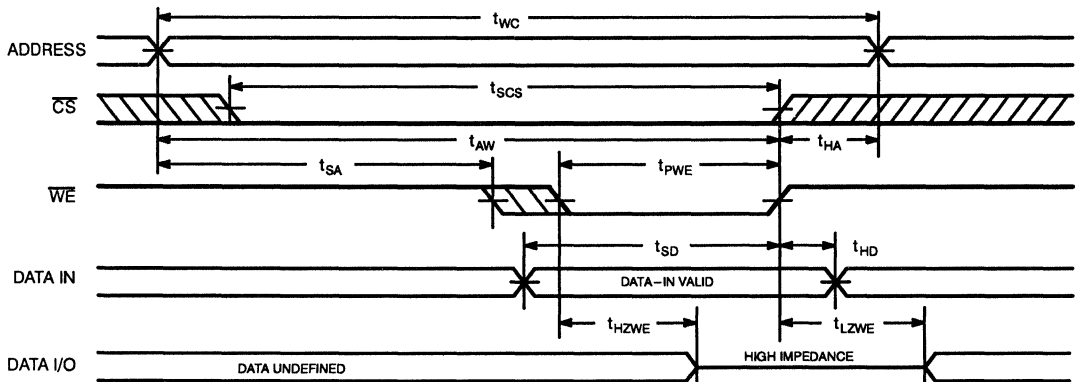 tWC
ADDRESS
CS
tSCS
tAW
tHA
tSA
tPWE
WE
tSD
tHD
DATA IN
DATA-IN VALID
tHZWE
tLZWE
DATA I/O
DATA UNDEFINED
HIGH IMPEDANCE